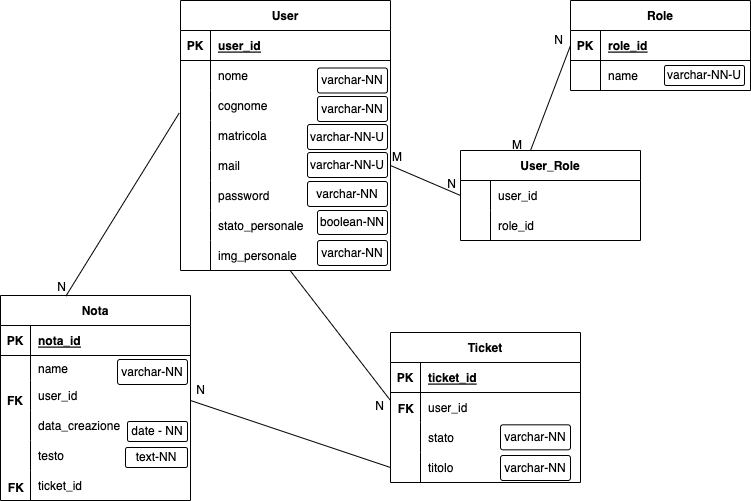 User
PK user_id
nome varchar-NN
cognome varchar-NN
matricola varchar-NN-U
mail varchar-NN-U
password varchar-NN
stato_personale boolean-NN
img_personale varchar-NN
Role
PK role_id
name varchar-NN-U
N
M
User_Role
user_id
role_id
M
N
N
Nota
PK nota_id
name varchar-NN
FK user_id
data_creazione date - NN
testo text-NN
FK ticket_id
N
N
Ticket
PK ticket_id
FK user_id
stato varchar-NN
titolo varchar-NN